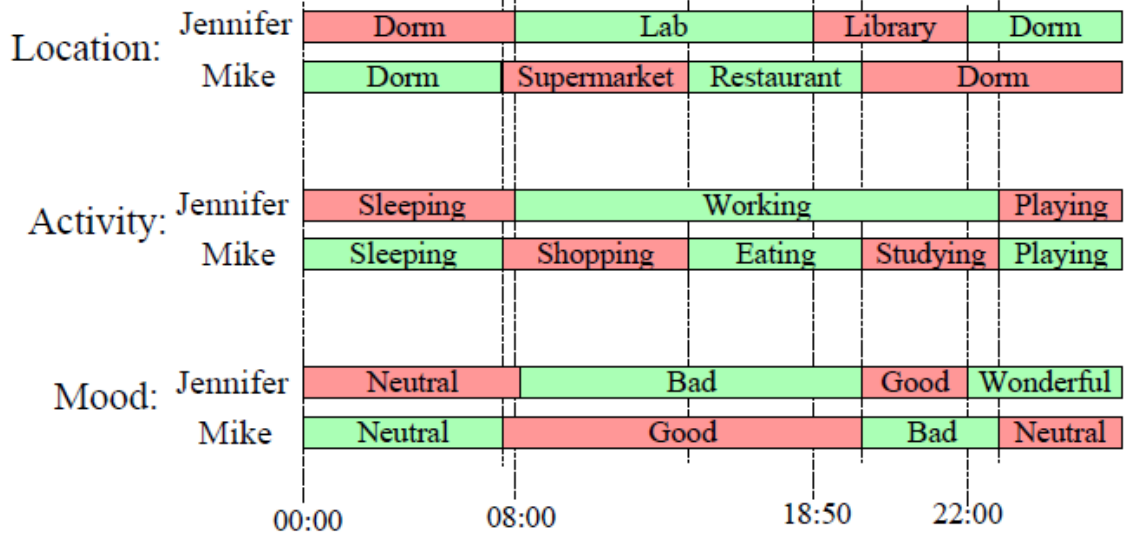 Location: Jennifer Dorm Lab Library Dorm
Mike Dorm Supermarket Restaurant Dorm
Activity: Jennifer Sleeping Working Playing
Mike Sleeping Shopping Eating Studying Playing
Mood: Jennifer Neutral Bad Good Wonderful
Mike Neutral Good Bad Neutral
00:00 08:00 18:50 22:00